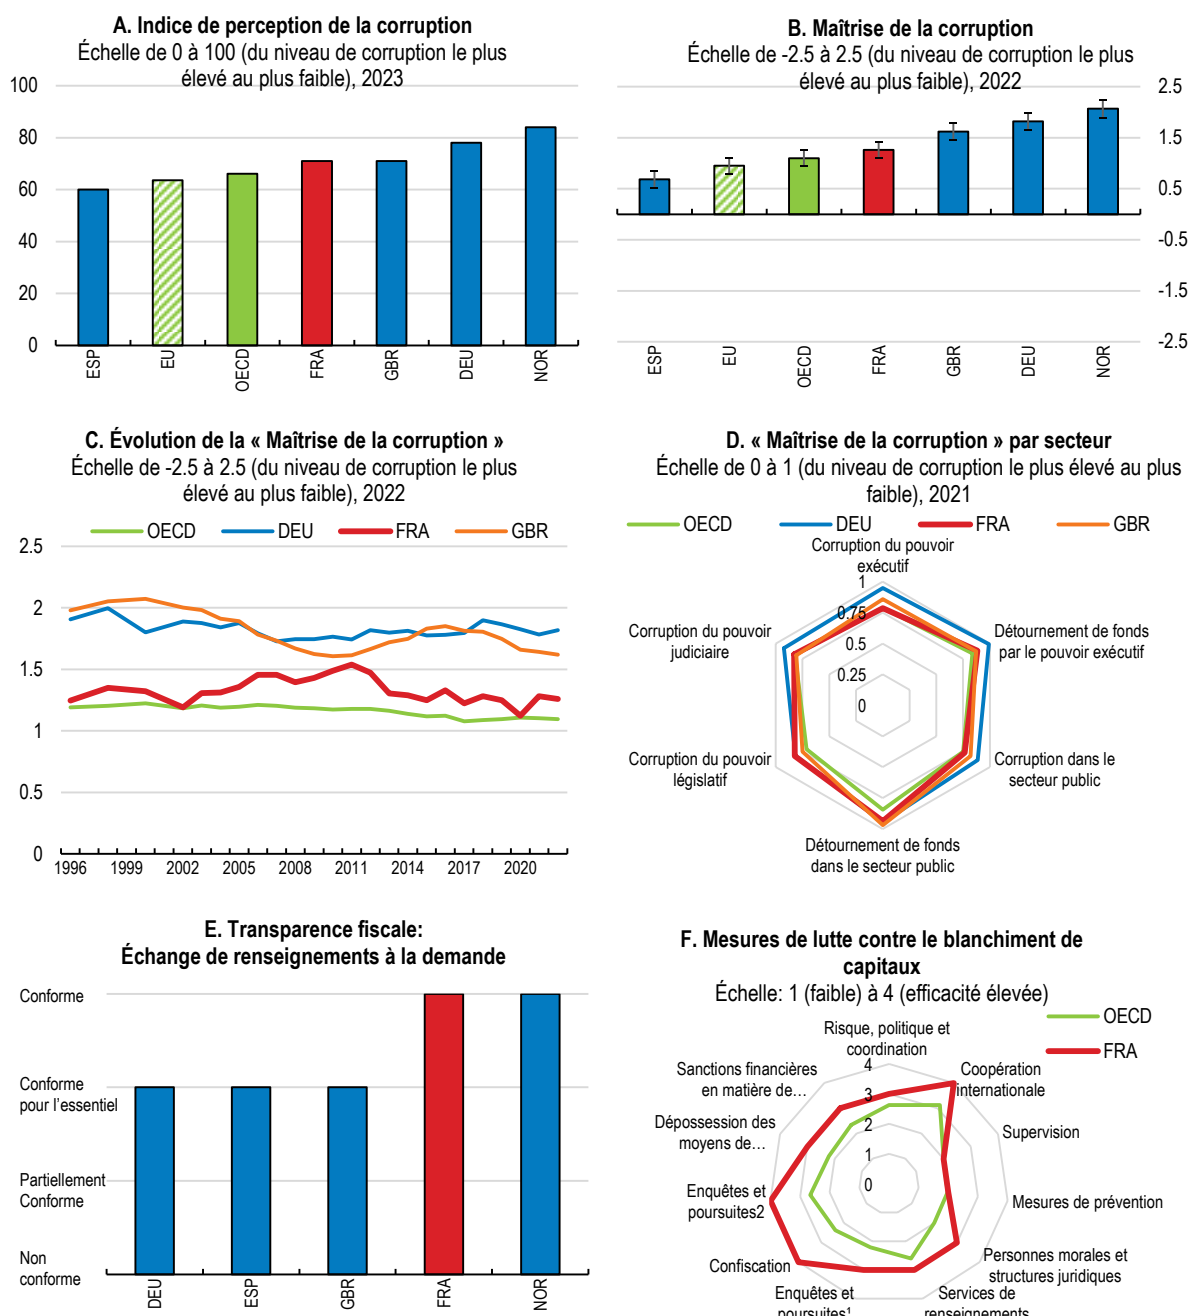 A. Indice de perception de la corruption
Échelle de 0 à 100 (du niveau de corruption le plus
élevé au plus faible), 2023
100
80
60
40
20
0
ESP
EU
OECD
FRA
GBR
DEU
NOR
B. Maîtrise de la corruption
Échelle de -2.5 à 2.5 (du niveau de corruption le plus
élevé au plus faible), 2022
2.5
1.5
0.5
-0.5
-1.5
-2.5
ESP
EU
OECD
FRA
GBR
DEU
NOR
C. Évolution de la « Maîtrise de la corruption »
Échelle de -2.5 à 2.5 (du niveau de corruption le plus
élevé au plus faible), 2022
OECD DEU FRA GBR
2.5
2
1.5
1
0.5
0
1996 1999 2002 2005 2008 2011 2014 2017 2020
D. « Maîtrise de la corruption » par secteur
Échelle de 0 à 1 (du niveau de corruption le plus élevé au plus
faible), 2021
OECD DEU FRA GBR
Corruption du pouvoir
exécutif
1
0.75
0.5
0.25
0
Détournement de fonds
par le pouvoir exécutif
Corruption dans le
secteur public
Détournement de fonds
dans le secteur public
Corruption du pouvoir
législatif
Corruption du pouvoir
judiciaire
E. Transparence fiscale:
Échange de renseignements à la demande
Conforme
Conforme
pour l'essentiel
Partiellement
Conforme
Non
conforme
DEU
ESP
GBR
FRA
NOR
F. Mesures de lutte contre le blanchiment de
capitaux
Échelle: 1 (faible) à 4 (efficacité élevée)
OECD
FRA
Risque, politique et
coordination
4
3
2
1
0
Coopération
internationale
Supervision
Mesures de prévention
Personnes morales et
structures juridiques
Services de
renseignements
Enquêtes et
poursuites¹
Confiscation
Enquêtes et
poursuites2
Dépossession des
moyens de…
Sanctions financières
en matière de…